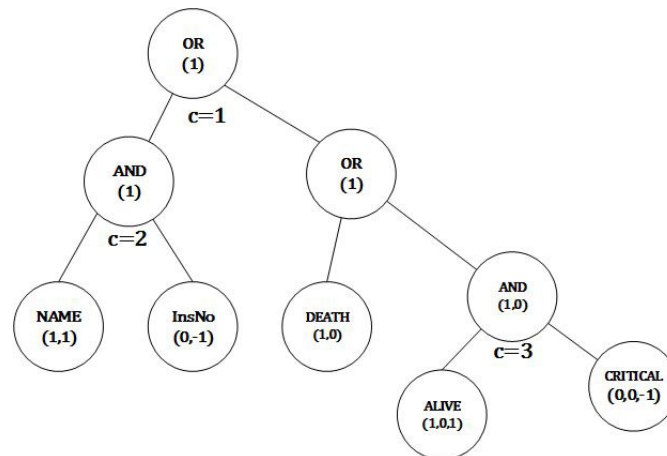 OR
(1)
c=1
AND
(1)
OR
(1)
c=2
NAME
(1,1)
InsNo
(0,-1)
DEATH
(1,0)
AND
(1,0)
c=3
ALIVE
(1,0,1)
CRITICAL
(0,0,-1)